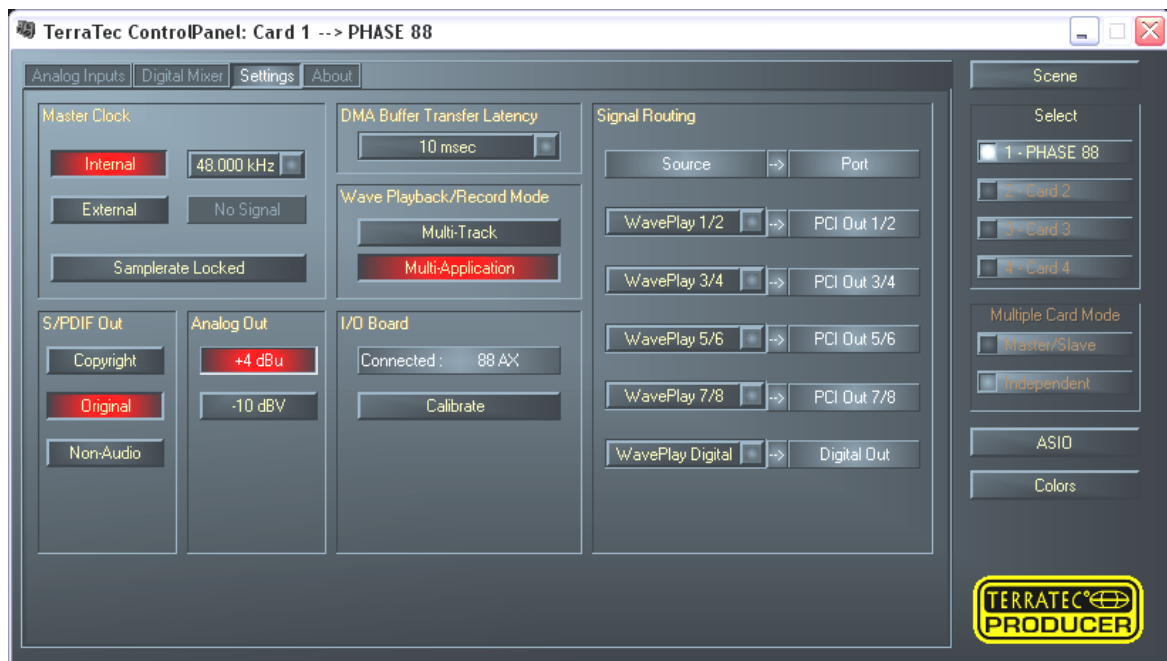 TerraTec ControlPanel: Card 1 --> PHASE 88
Analog Inputs
Digital Mixer
Settings
About
Master Clock
Internal
48.000 kHz
External
No Signal
Samplerate Locked
DMA Buffer Transfer Latency
10 msec
Wave Playback/Record Mode
Multi-Track
Multi-Application
S/PDIF Out
Copyright
Original
Non-Audio
Analog Out
+4 dBu
-10 dBV
I/O Board
Connected : 88 AX
Calibrate
Signal Routing
Source --> Port
WavePlay 1/2 --> PCI Out 1/2
WavePlay 3/4 --> PCI Out 3/4
WavePlay 5/6 --> PCI Out 5/6
WavePlay 7/8 --> PCI Out 7/8
WavePlay Digital --> Digital Out
Scene
Select
1 - PHASE 88
2 - Card 2
3 - Card 3
4 - Card 4
Multiple Card Mode
Master/Slave
Independent
ASIO
Colors
TERRATEC
PRODUCER